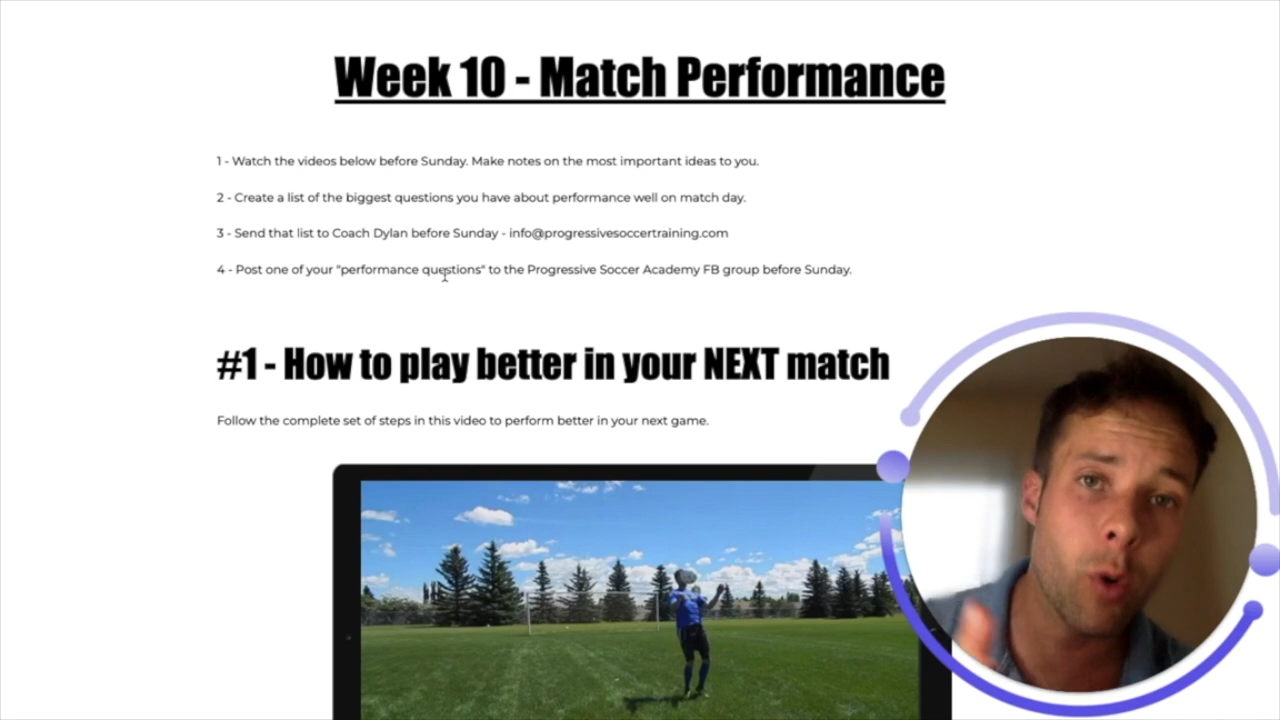 Week 10 - Match Performance
1 - Watch the videos below before Sunday. Make notes on the most important ideas to you.
2 - Create a list of the biggest questions you have about performance well on match day.
3 - Send that list to Coach Dylan before Sunday - info@progressivesoccertraining.com
4 - Post one of your "performance questions" to the Progressive Soccer Academy FB group before Sunday.
#1 - How to play better in your NEXT match
Follow the complete set of steps in this video to perform better in your next game.